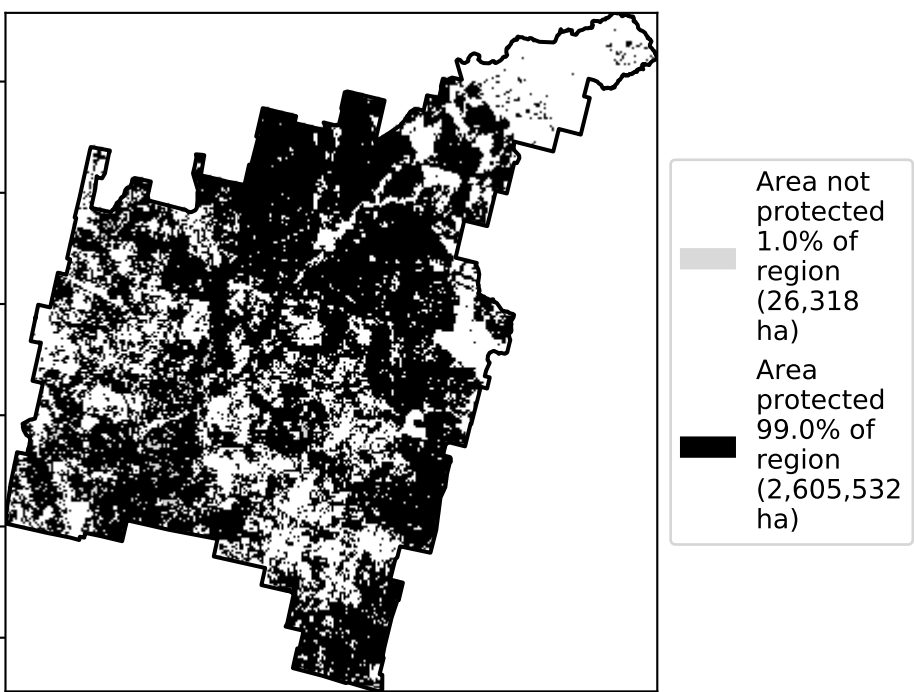 Area not
protected
1.0% of
region
(26,318
ha)
Area
protected
99.0% of
region
(2,605,532
ha)